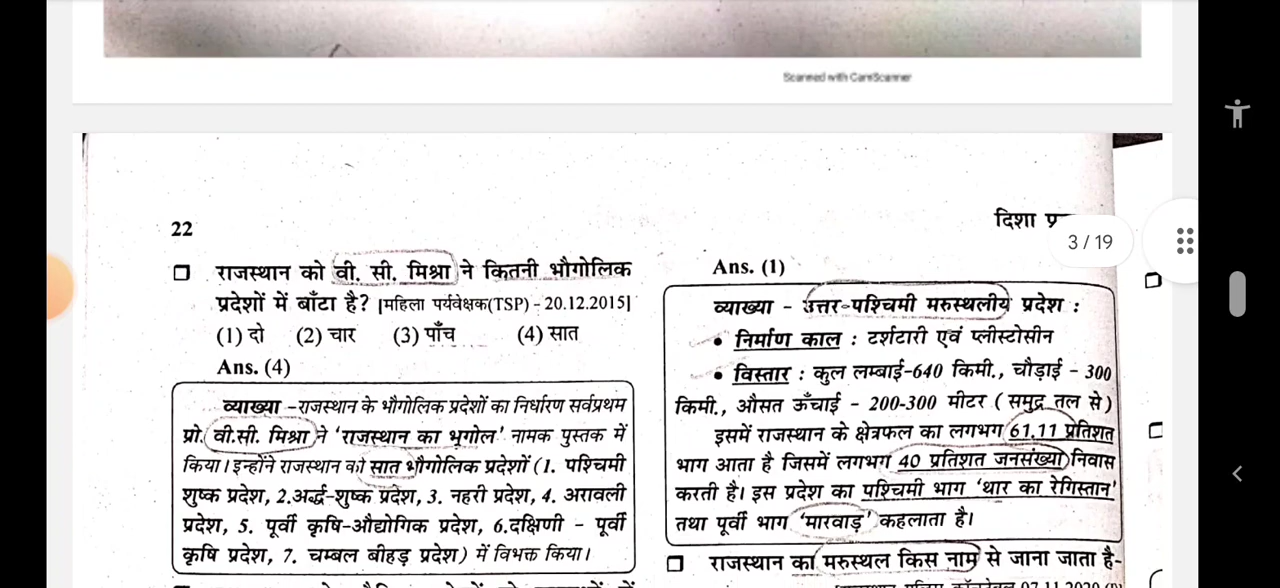 Scanned with CamScanner
22
दिशा प्र
3 / 19
राजस्थान को वी. सी. मिश्रा ने कितनी भौगोलिक
प्रदेशों में बाँटा है? [महिला पर्यवेक्षक(TSP) - 20.12.2015]
(1) दो (2) चार (3) पाँच (4) सात
Ans. (4)
व्याख्या -राजस्थान के भौगोलिक प्रदेशों का निर्धारण सर्वप्रथम
प्रो. वी.सी. मिश्रा ने 'राजस्थान का भूगोल' नामक पुस्तक में
किया। इन्होंने राजस्थान को सात भौगोलिक प्रदेशों (1. पश्चिमी
शुष्क प्रदेश, 2.अर्द्ध-शुष्क प्रदेश, 3. नहरी प्रदेश, 4. अरावली
प्रदेश, 5. पूर्वी कृषि-औद्योगिक प्रदेश, 6.दक्षिणी - पूर्वी
कृषि प्रदेश, 7. चम्बल बीहड़ प्रदेश) में विभक्त किया।
Ans. (1)
व्याख्या - उत्तर-पश्चिमी मरुस्थलीय प्रदेश :
• निर्माण काल : टर्शटारी एवं प्लीस्टोसीन
• विस्तार : कुल लम्बाई-640 किमी., चौड़ाई - 300
किमी., औसत ऊँचाई - 200-300 मीटर ( समुद्र तल से)
इसमें राजस्थान के क्षेत्रफल का लगभग 61.11 प्रतिशत
भाग आता है जिसमें लगभग 40 प्रतिशत जनसंख्या निवास
करती है। इस प्रदेश का पश्चिमी भाग 'थार का रेगिस्तान'
तथा पूर्वी भाग 'मारवाड़' कहलाता है।
राजस्थान का मरुस्थल किस नाम से जाना जाता है-